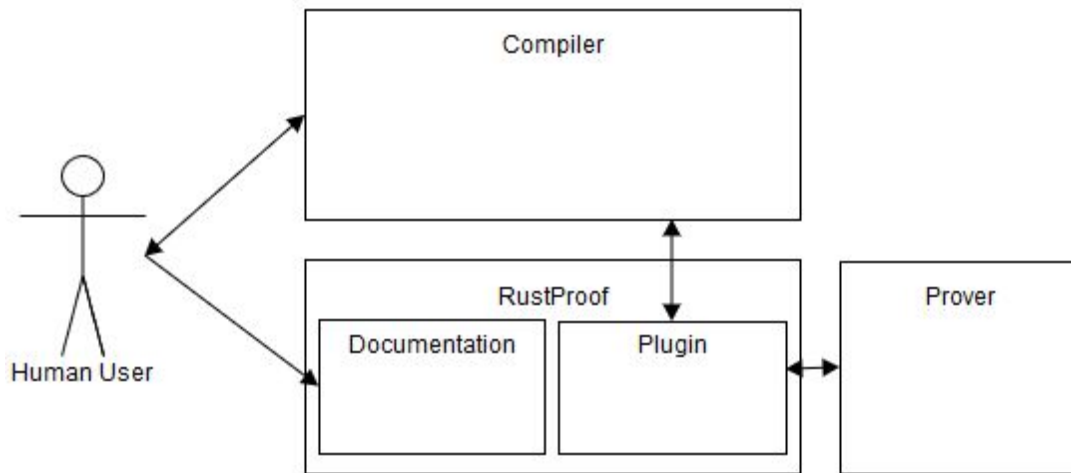 Compiler
RustProof
Prover
Documentation
Plugin
Human User